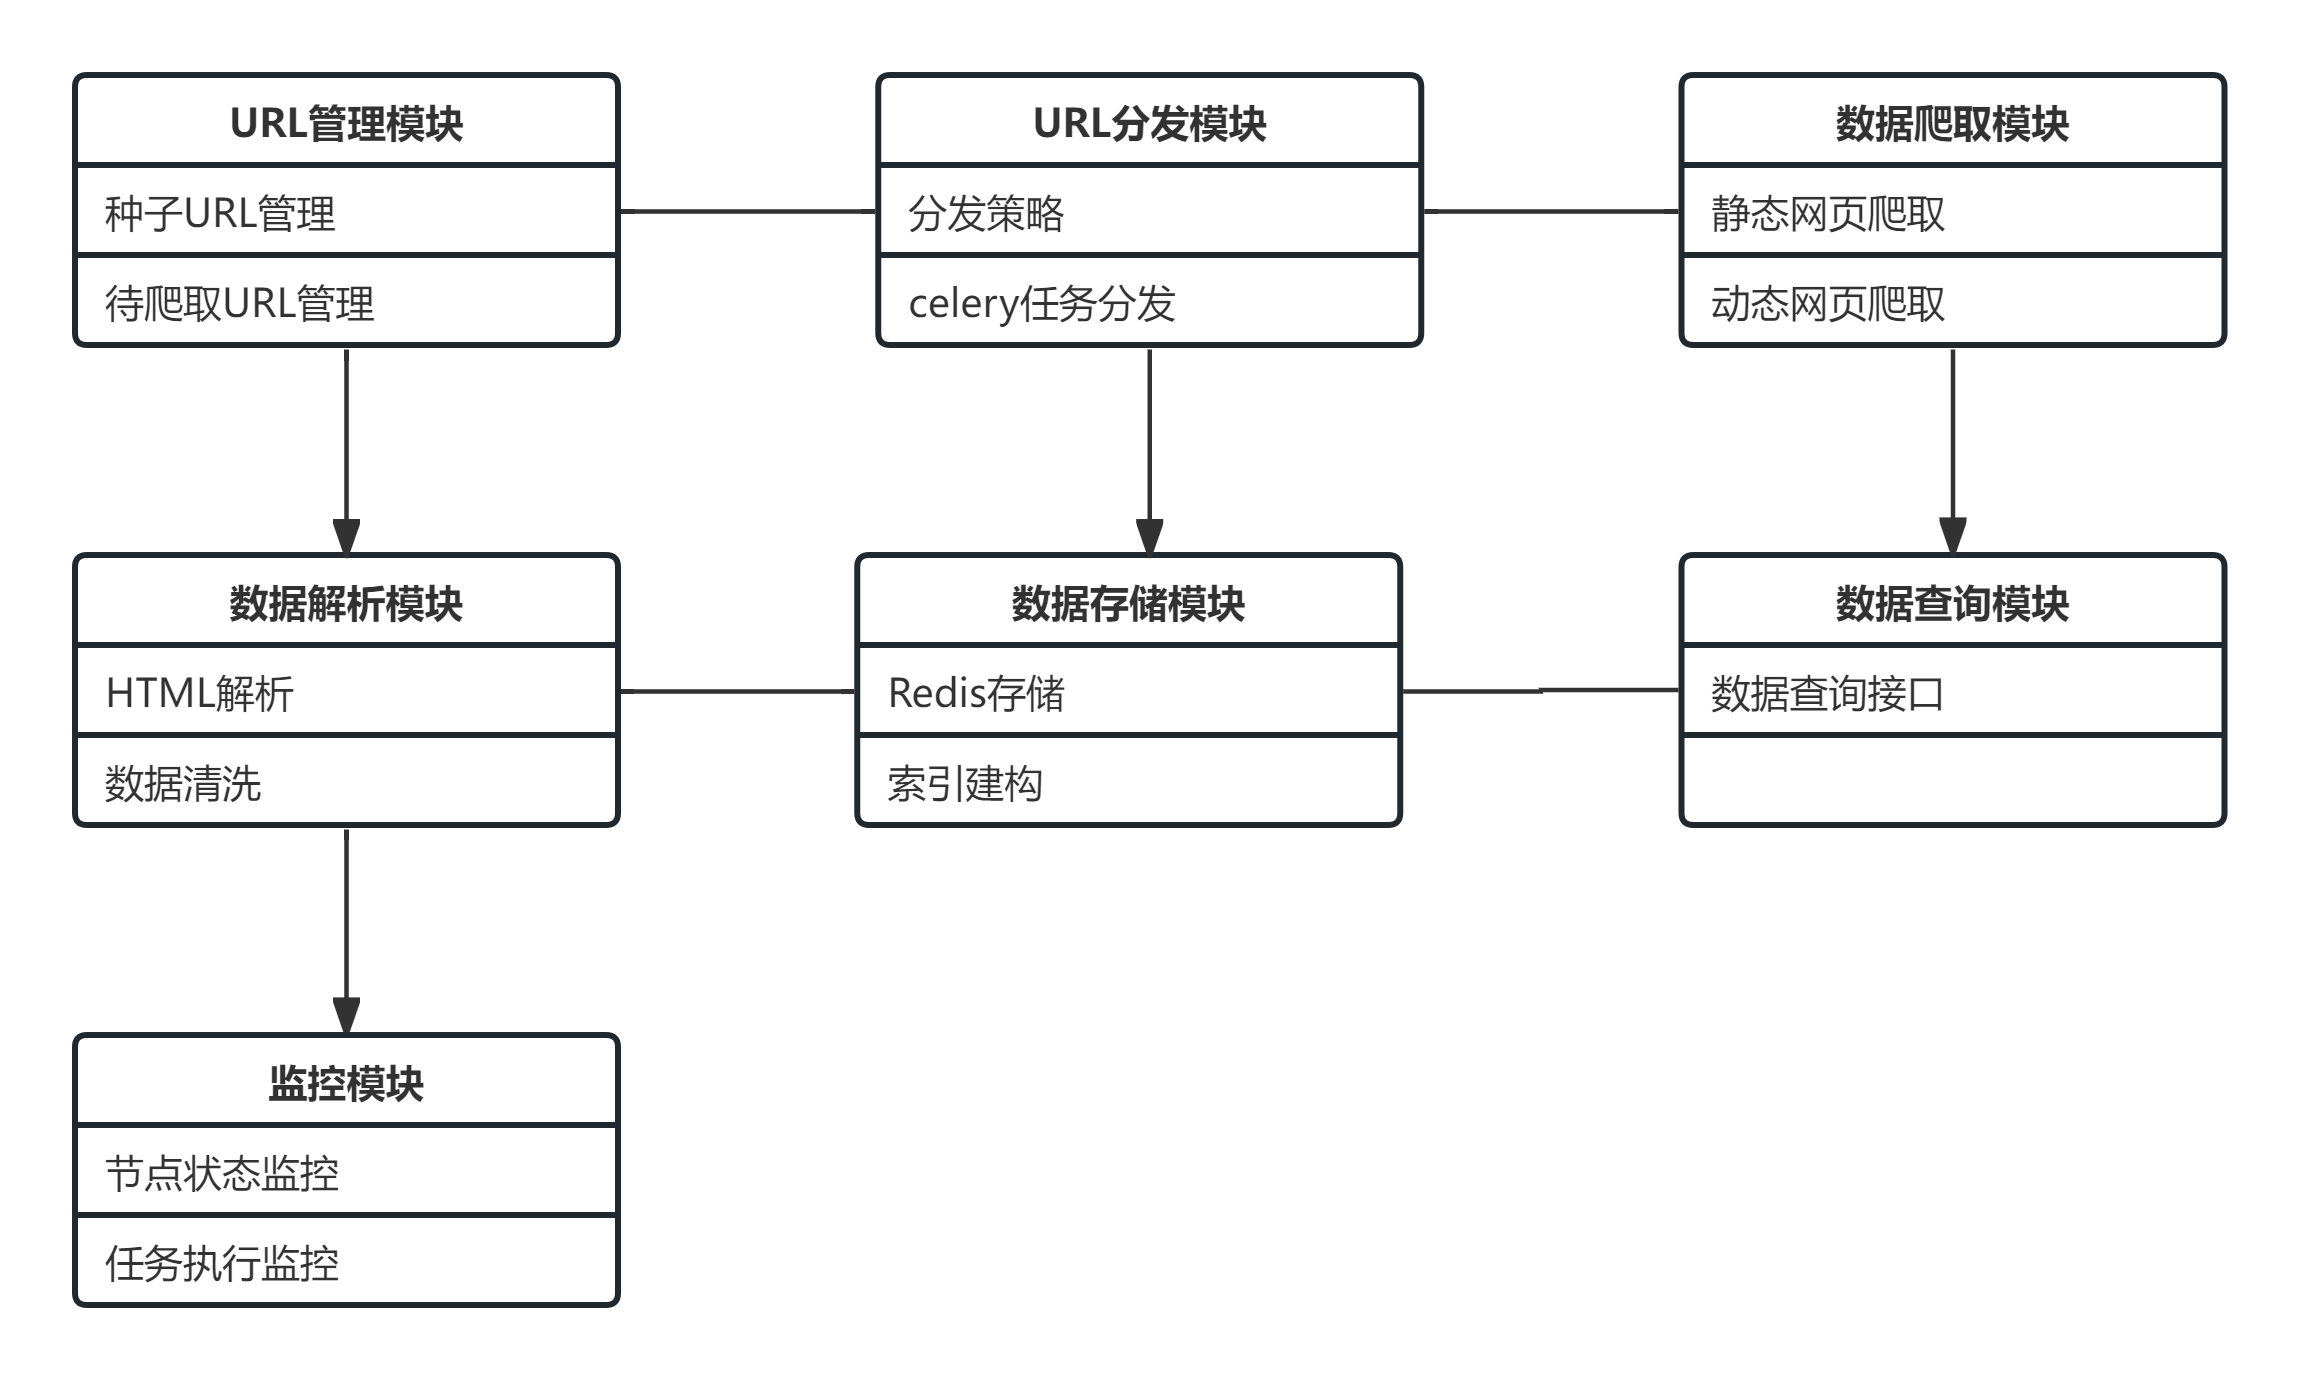 URL管理模块
种子URL管理
待爬取URL管理
URL分发模块
分发策略
celery任务分发
数据爬取模块
静态网页爬取
动态网页爬取
数据解析模块
HTML解析
数据清洗
数据存储模块
Redis存储
索引建构
数据查询模块
数据查询接口
监控模块
节点状态监控
任务执行监控